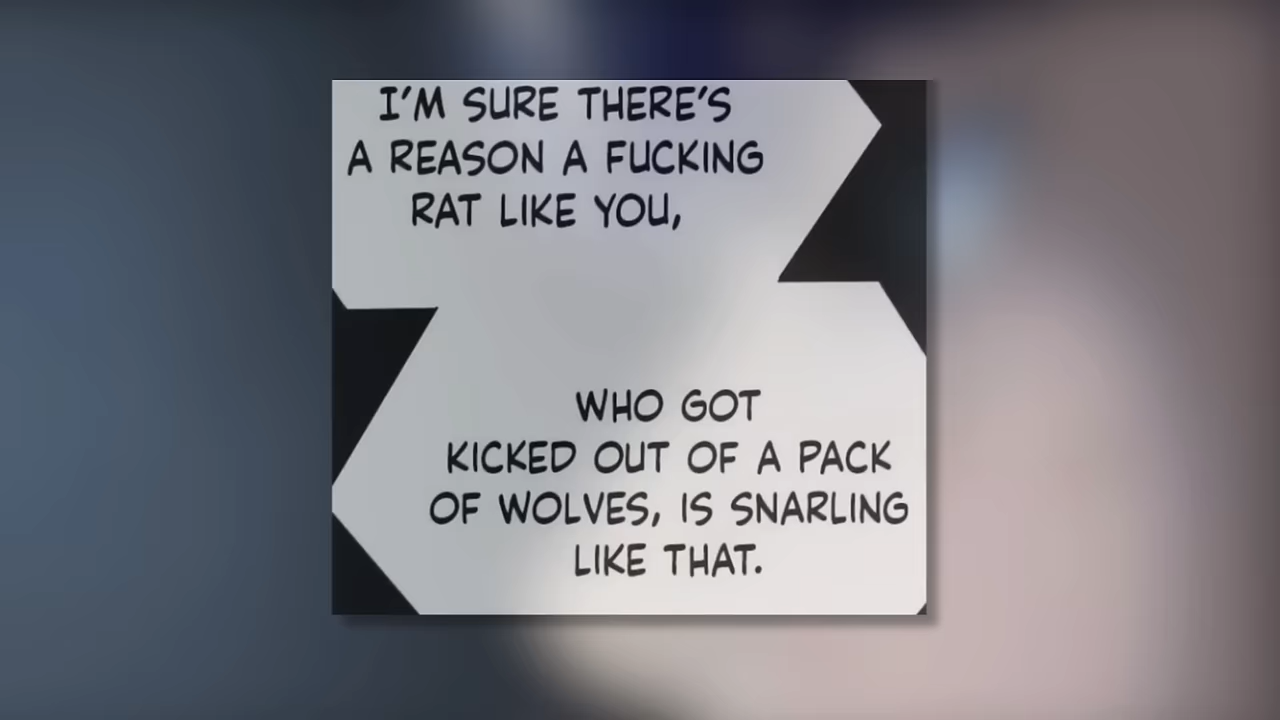 I'M SURE THERE'S
A REASON A FUCKING
RAT LIKE YOU,
WHO GOT
KICKED OUT OF A PACK
OF WOLVES, IS SNARLING
LIKE THAT.